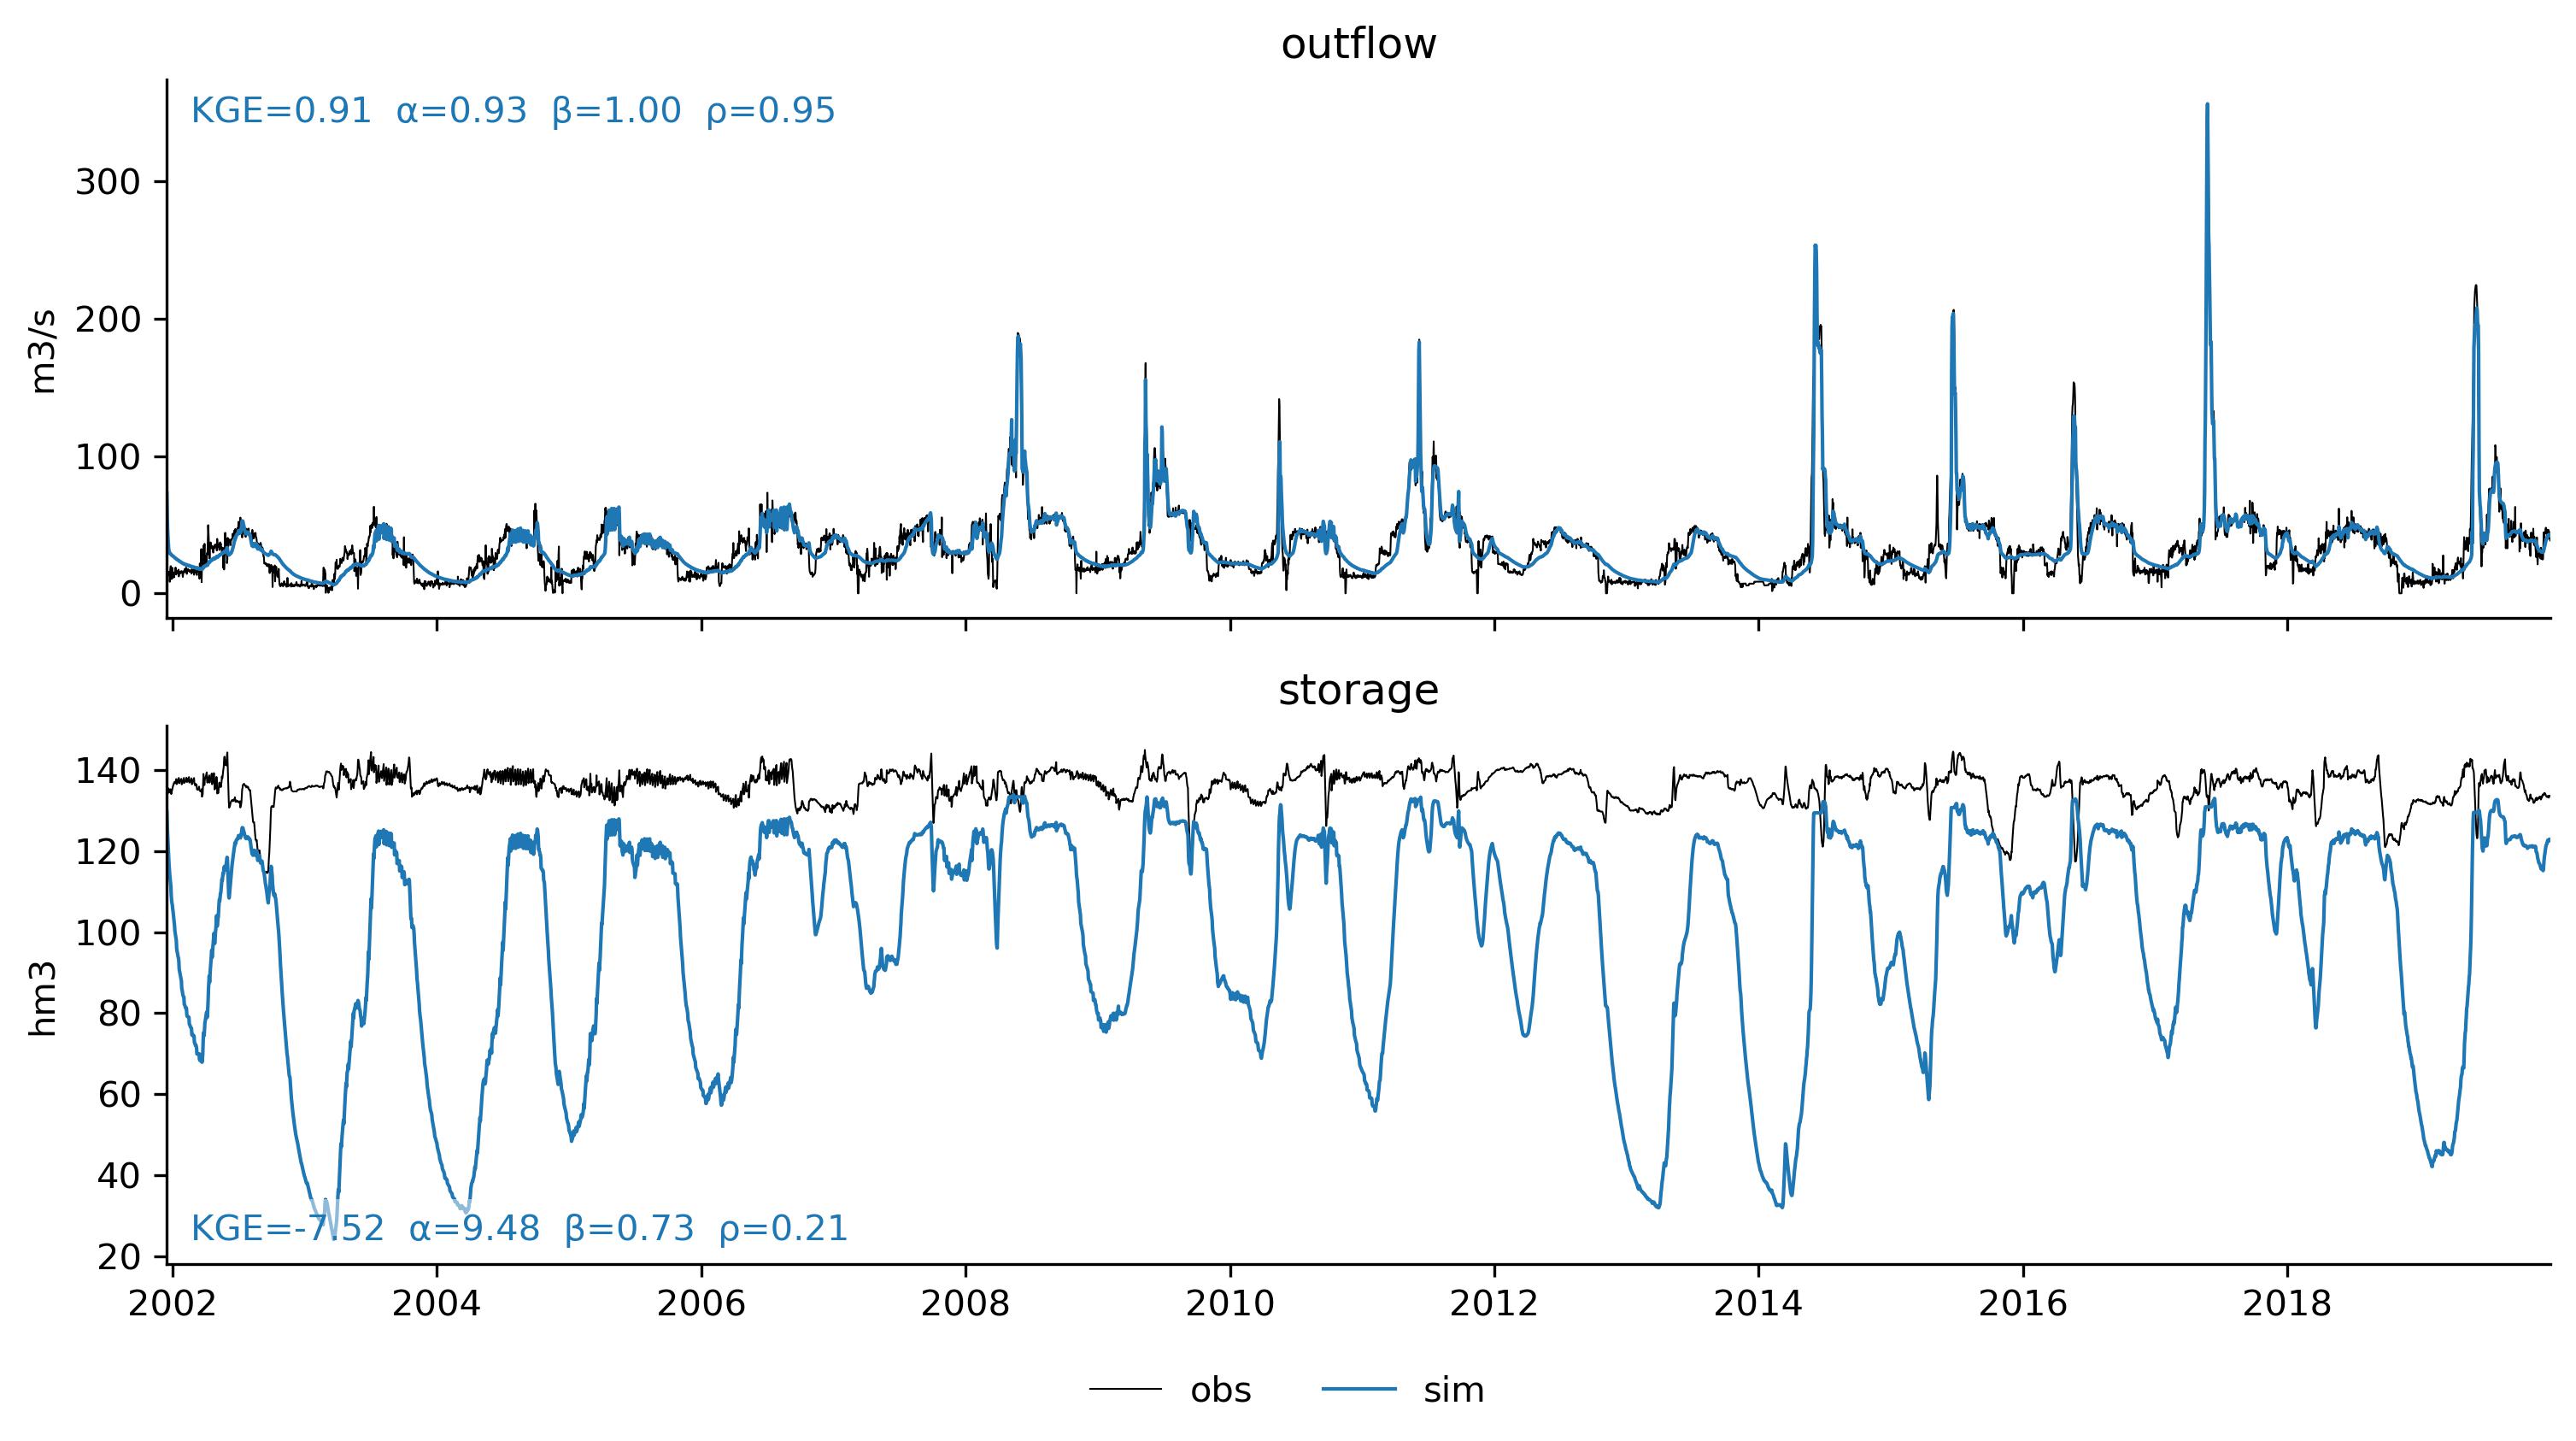 outflow
KGE=0.91 α=0.93 β=1.00 ρ=0.95
m3/s
300
200
100
0
storage
hm3
140
120
100
80
60
40
20
KGE=-7.52 α=9.48 β=0.73 ρ=0.21
2002 2004 2006 2008 2010 2012 2014 2016 2018
obs sim